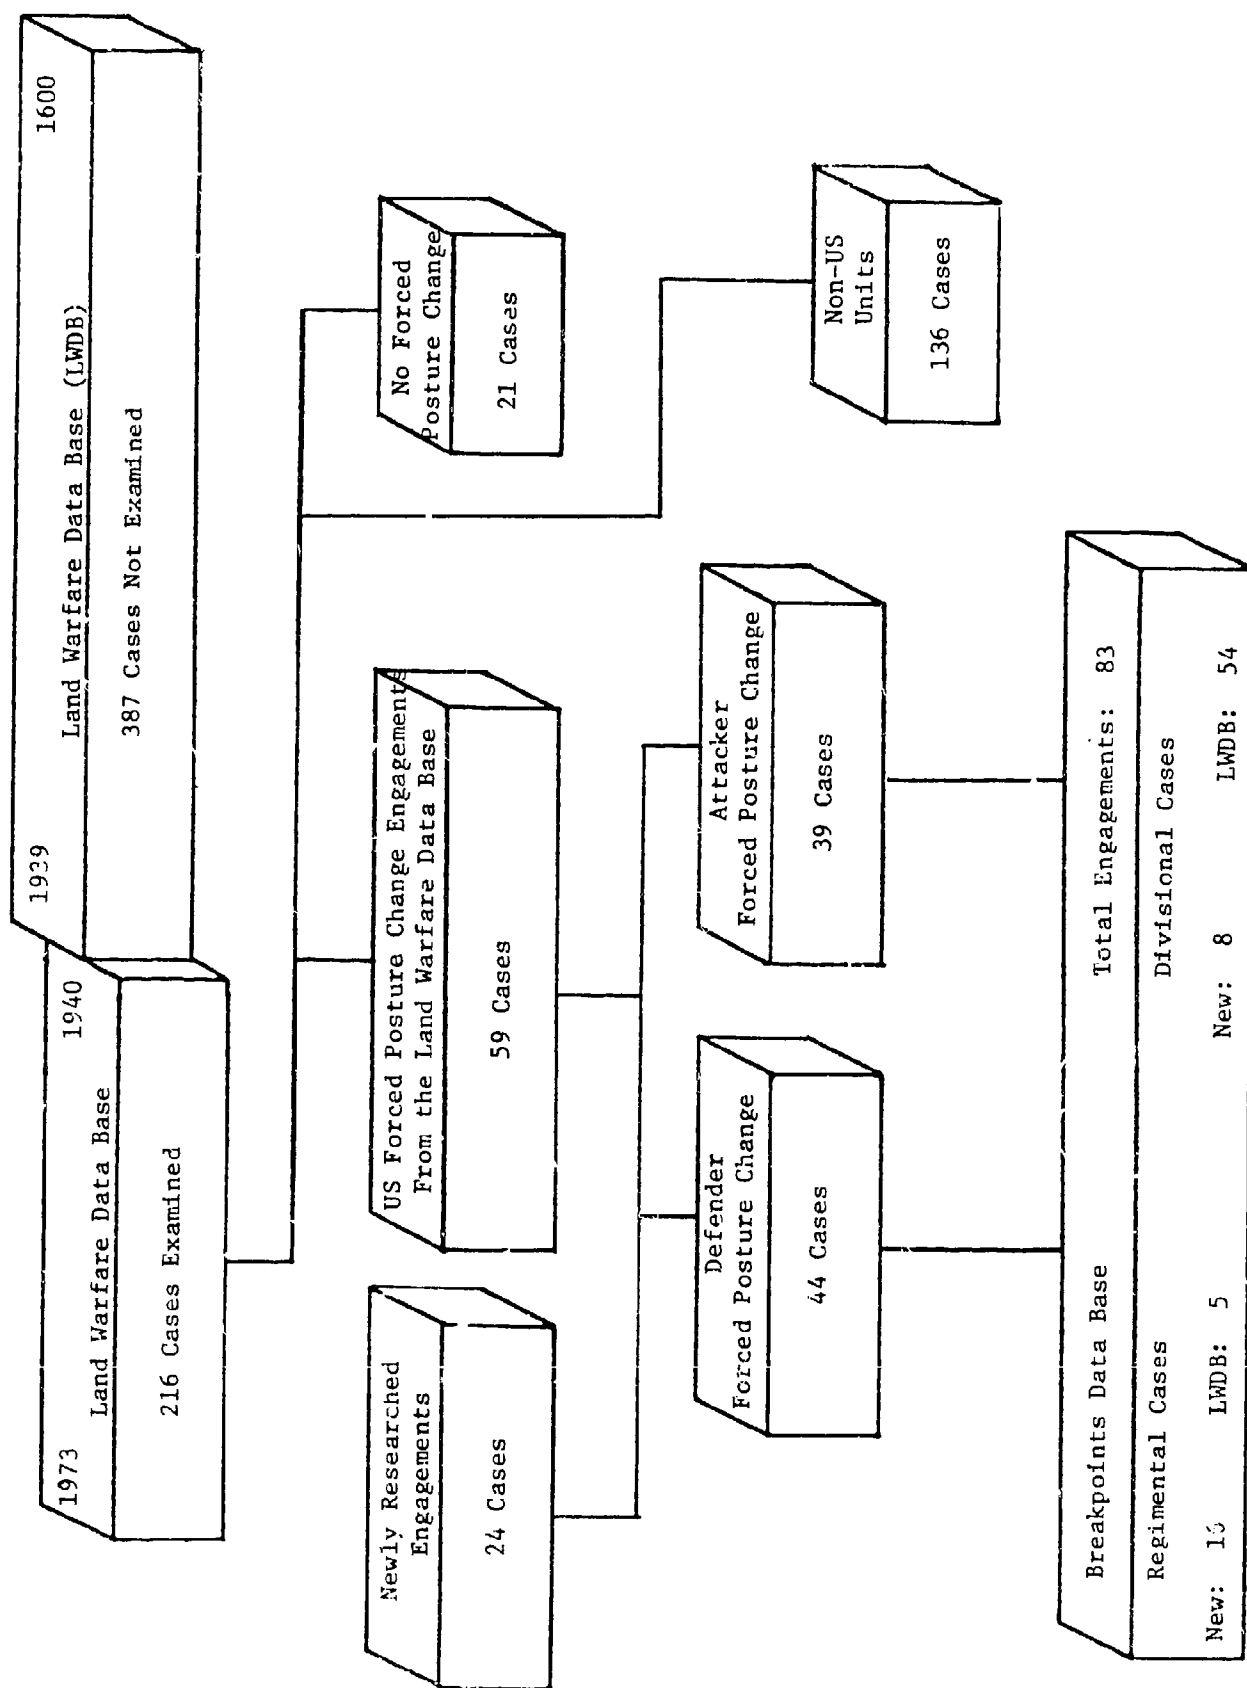 1973
1940
1939
1600
Land Warfare Data Base
216 Cases Examined
Land Warfare Data Base (LWDB)
387 Cases Not Examined
Newly Researched
Engagements
24 Cases
US Forced Posture Change Engagements
From the Land Warfare Data Base
59 Cases
No Forced
Posture Change
21 Cases
Defender
Forced Posture Change
44 Cases
Attacker
Forced Posture Change
39 Cases
Non-US
Units
136 Cases
Breakpoints Data Base
Total Engagements: 83
Regimental Cases
Divisional Cases
New: 16
LWDB: 5
New: 8
LWDB: 54